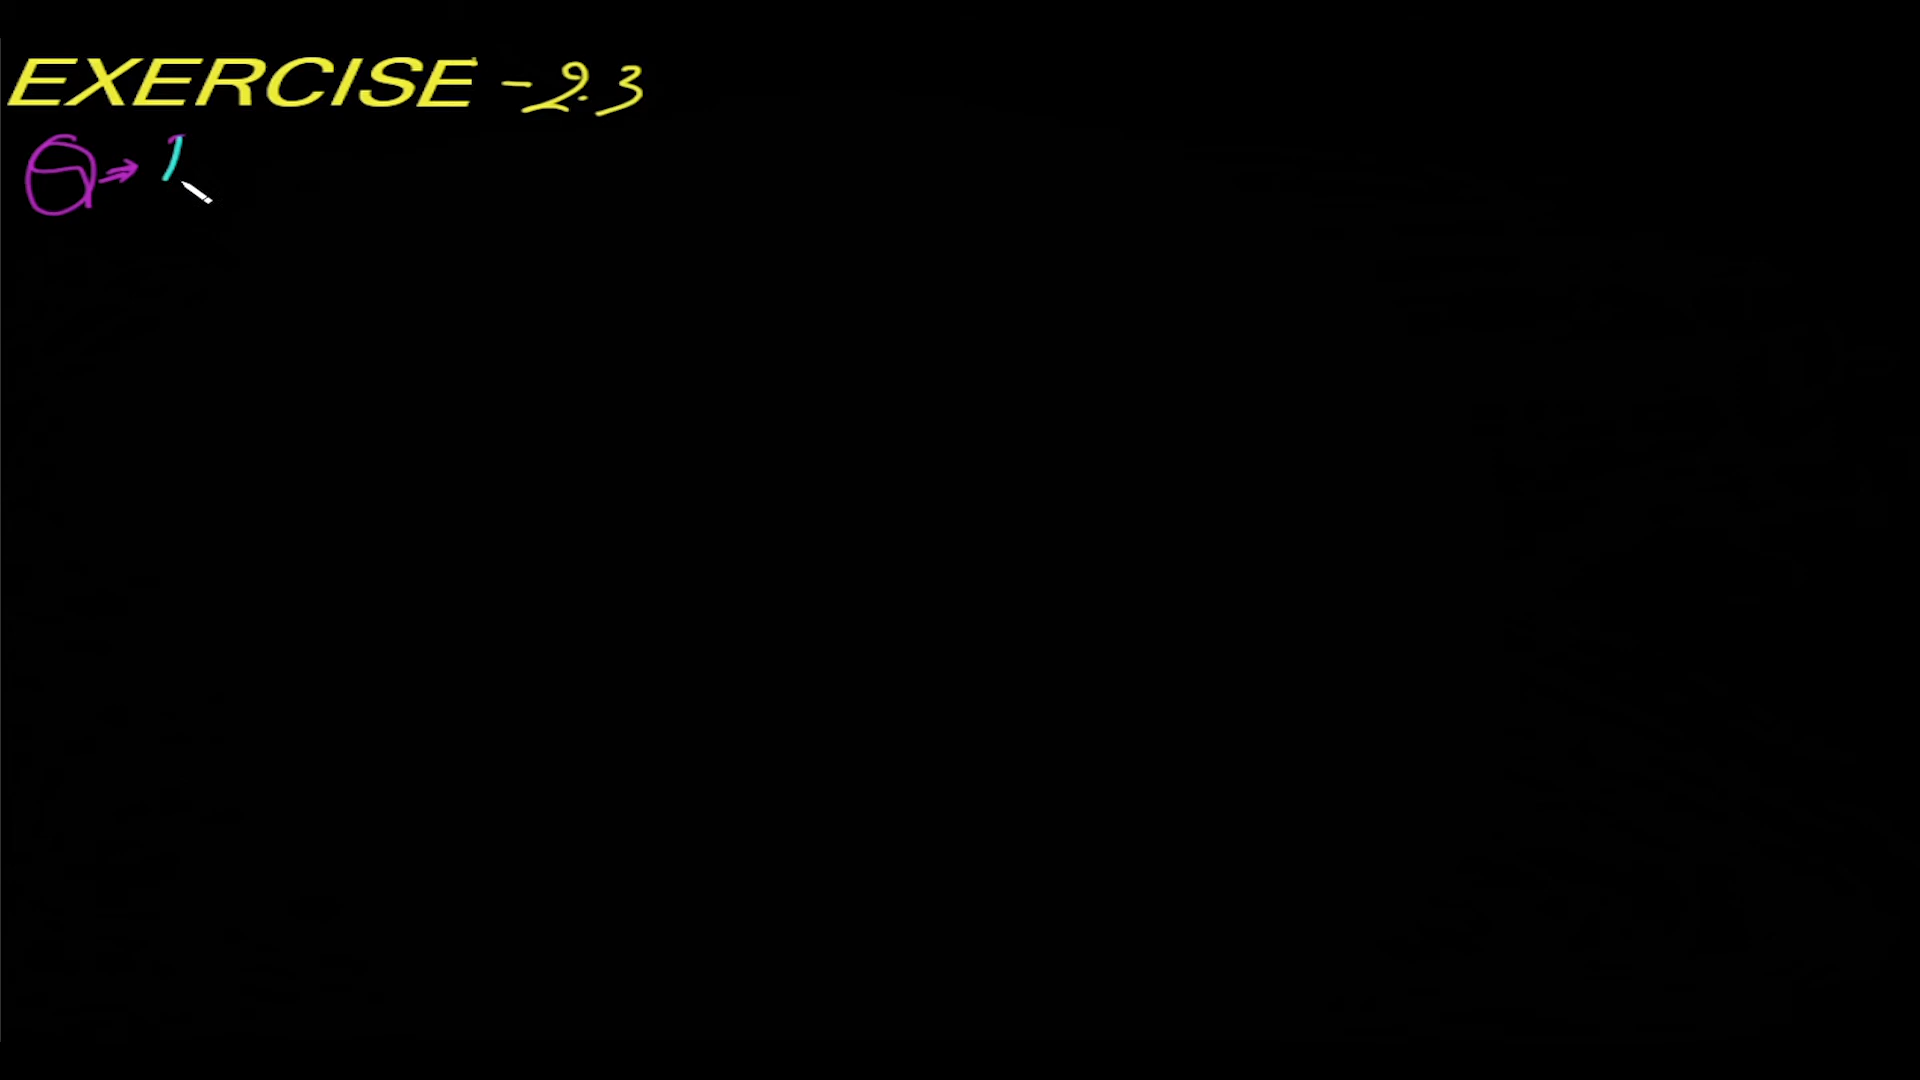 EXERCISE - 2.3
Q → 1